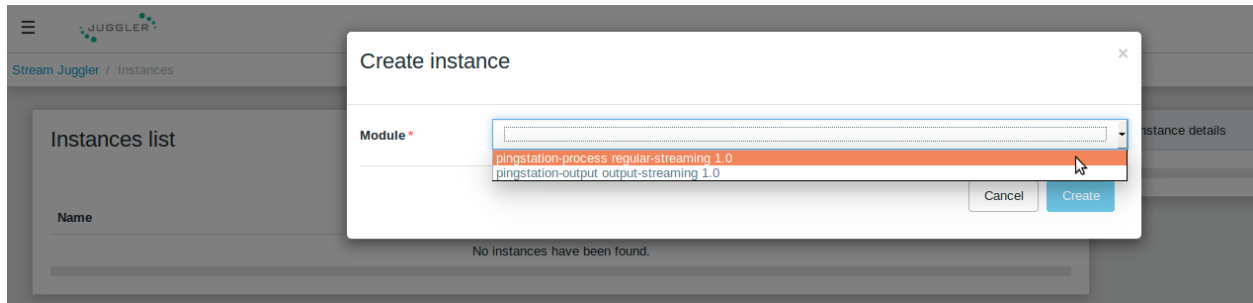 ☰ JUGGLER
Create instance
×
Stream Juggler / Instances
Instances list
Module *
instance details
pingstation-process regular-streaming 1.0
pingstation-output output-streaming 1.0
Cancel Create
Name
No instances have been found.